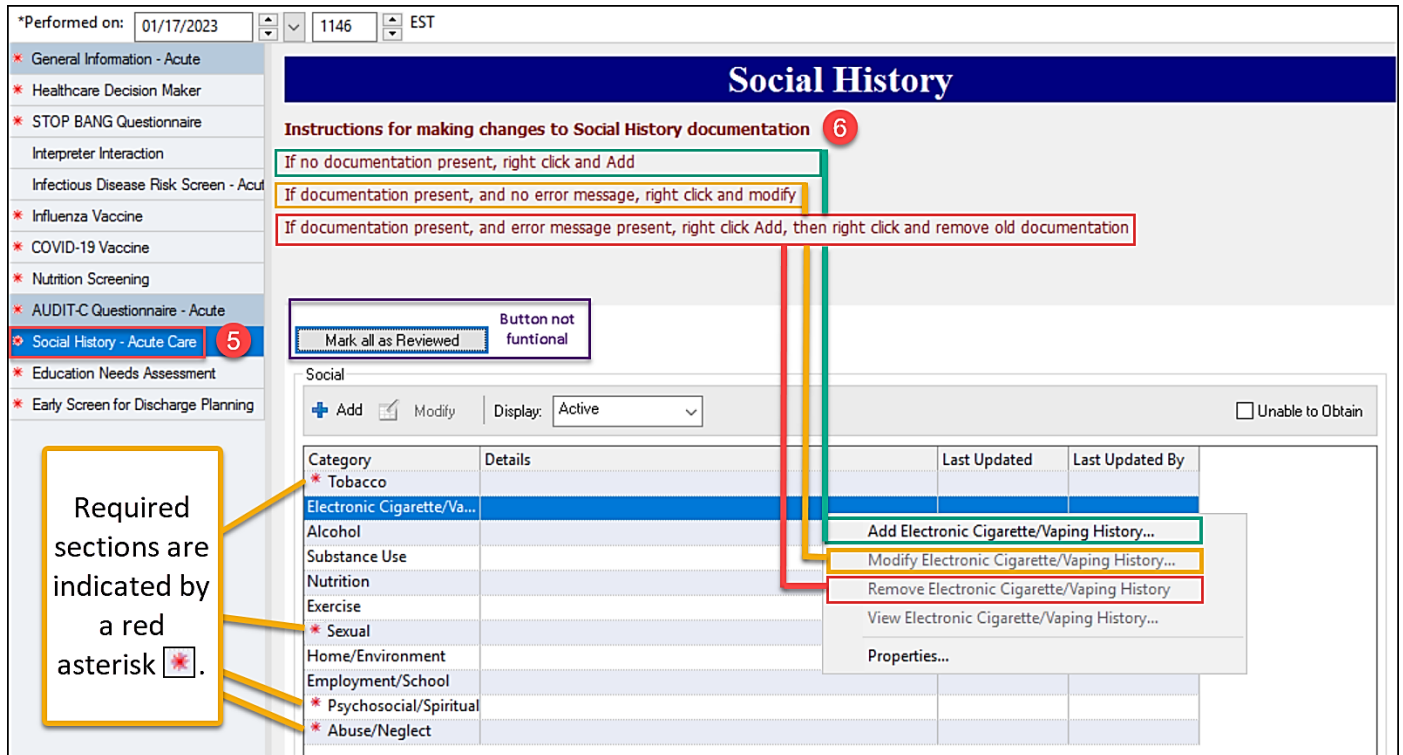 *Performed on: 01/17/2023 1146 EST
General Information - Acute
Healthcare Decision Maker
STOP BANG Questionnaire
Interpreter Interaction
Infectious Disease Risk Screen - Acut
Influenza Vaccine
COVID-19 Vaccine
Nutrition Screening
AUDIT-C Questionnaire - Acute
Social History - Acute Care 5
Education Needs Assessment
Early Screen for Discharge Planning
Required
sections are
indicated by
a red
asterisk * .
Social History
Instructions for making changes to Social History documentation 6
If no documentation present, right click and Add
If documentation present, and no error message, right click and modify
If documentation present, and error message present, right click Add, then right click and remove old documentation
Mark all as Reviewed
Button not
funtional
Social
Add Modify Display: Active Unable to Obtain
Category Details Last Updated Last Updated By
* Tobacco
Electronic Cigarette/Va...
Alcohol
Substance Use
Nutrition
Exercise
* Sexual
Home/Environment
Employment/School
* Psychosocial/Spiritual
* Abuse/Neglect
Add Electronic Cigarette/Vaping History...
Modify Electronic Cigarette/Vaping History...
Remove Electronic Cigarette/Vaping History
View Electronic Cigarette/Vaping History...
Properties...